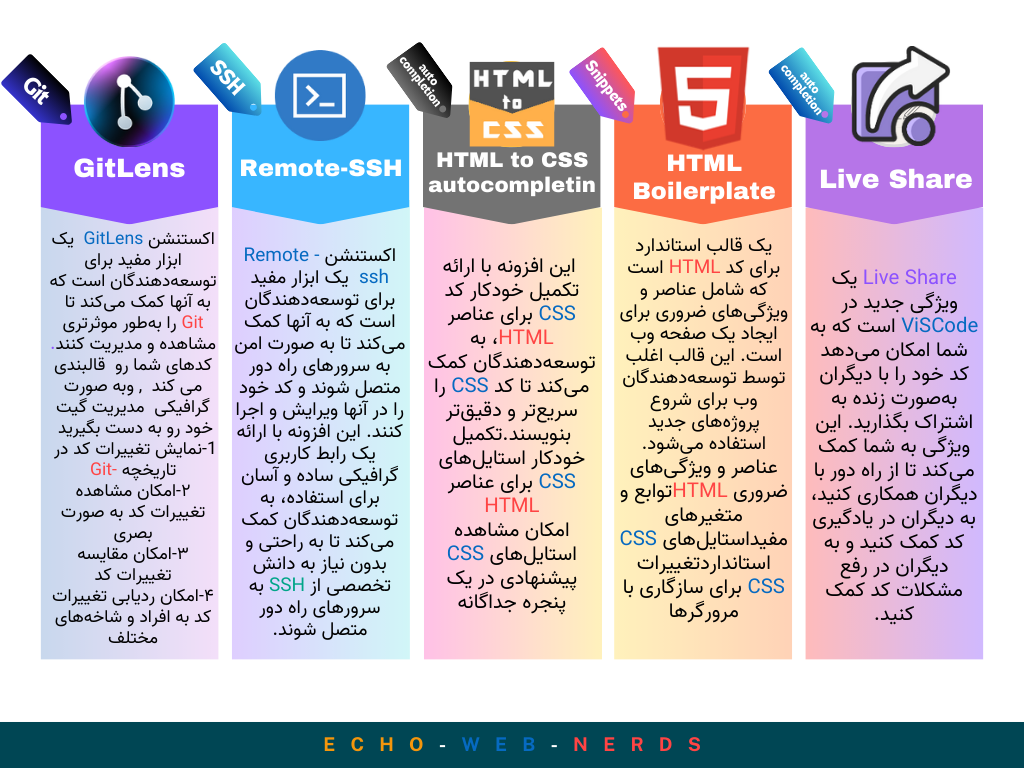 Git
GitLens
اکستنشن GitLens یک
ابزار مفید برای
توسعه‌دهندگان است که
به آنها کمک می‌کند تا
Git را به‌طور موثرتری
مشاهده و مدیریت کنند.
کدهای شما رو قالبندی
می کند , وبه صورت
گرافیکی مدیریت گیت
خود رو به دست بگیرید
1-نمایش تغییرات کد در
تاریخچه Git-
۲-امکان مشاهده
تغییرات کد به صورت
بصری
۳-امکان مقایسه
تغییرات کد
۴-امکان ردیابی تغییرات
کد به افراد و شاخه‌های
مختلف
SSH
Remote-SSH
اکستنشن Remote -
ssh یک ابزار مفید
برای توسعه‌دهندگان
است که به آنها کمک
می‌کند تا به صورت امن
به سرورهای راه دور
متصل شوند و کد خود
را در آنها ویرایش و اجرا
کنند. این افزونه با ارائه
یک رابط کاربری
گرافیکی ساده و آسان
برای استفاده، به
توسعه‌دهندگان کمک
می‌کند تا به راحتی و
بدون نیاز به دانش
تخصصی از SSH به
سرورهای راه دور
متصل شوند.
auto
completion
HTML
to
CSS
HTML to CSS
autocompletin
این افزونه با ارائه
تکمیل خودکار کد
CSS برای عناصر
HTML، به
توسعه‌دهندگان کمک
می‌کند تا کد CSS را
سریع‌تر و دقیق‌تر
بنویسند.تکمیل
خودکار استایل‌های
CSS برای عناصر
HTML
امکان مشاهده
استایل‌های CSS
پیشنهادی در یک
پنجره جداگانه
Snippets
5
HTML
Boilerplate
یک قالب استاندارد
برای کد HTML است
که شامل عناصر و
ویژگی‌های ضروری برای
ایجاد یک صفحه وب
است. این قالب اغلب
توسط توسعه‌دهندگان
وب برای شروع
پروژه‌های جدید
استفاده می‌شود.
عناصر و ویژگی‌های
ضروری HTMLتوابع و
متغیرهای
مفیداستایل‌های CSS
استانداردتغییرات
CSS برای سازگاری با
مرورگرها
auto
completion
Live Share
Live Share یک
ویژگی جدید در
ViSCode است که به
شما امکان می‌دهد
کد خود را با دیگران
به‌صورت زنده به
اشتراک بگذارید. این
ویژگی به شما کمک
می‌کند تا از راه دور با
دیگران همکاری کنید،
به دیگران در یادگیری
کد کمک کنید و به
دیگران در رفع
مشکلات کد کمک
کنید.
ECHO-WEB-NERDS